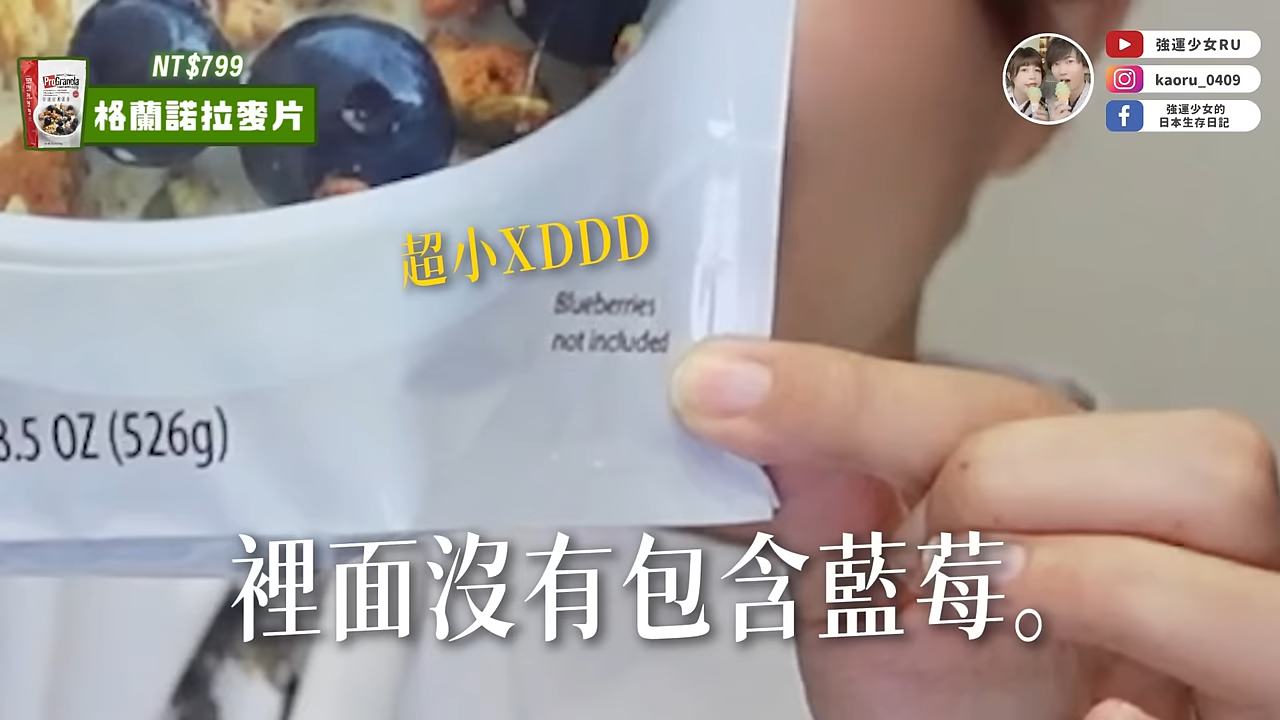 NT$799
格蘭諾拉麥片
ProGranola
強運少女RU
kaoru_0409
強運少女的
日本生存日記
超小XDDD
Blueberries
not included
8.5 OZ (526g)
裡面沒有包含藍莓。